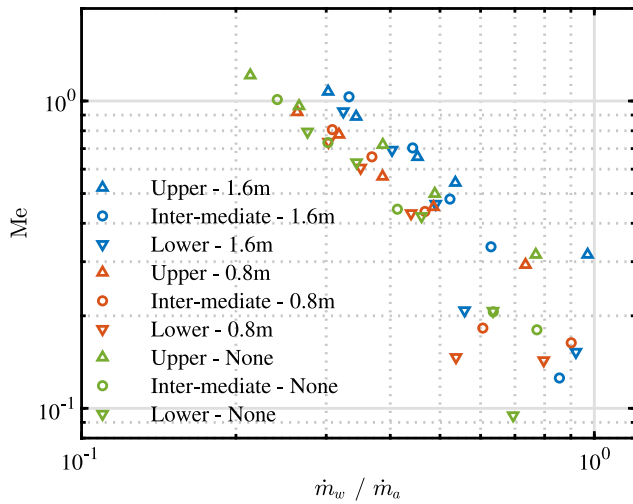 10⁰
Me
Upper - 1.6m
Inter-mediate - 1.6m
Lower - 1.6m
Upper - 0.8m
Inter-mediate - 0.8m
Lower - 0.8m
Upper - None
Inter-mediate - None
Lower - None
10⁻¹
10⁻¹ 10⁰
ṁ_w / ṁ_a